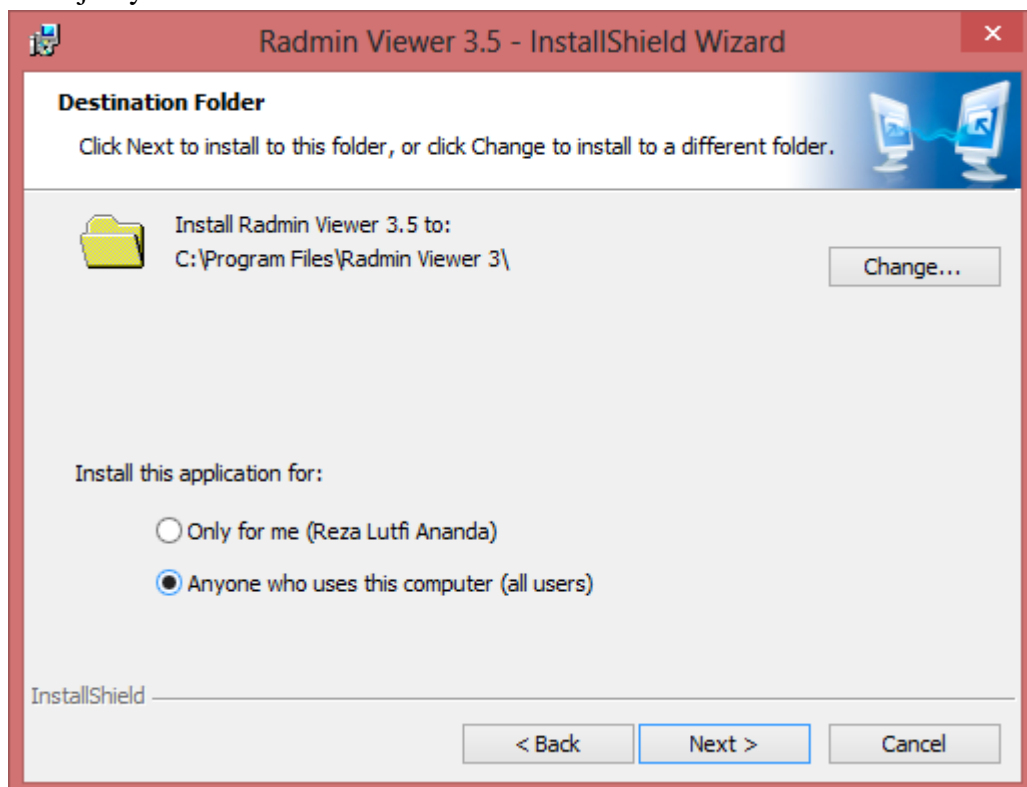 Radmin Viewer 3.5 - InstallShield Wizard
Destination Folder
Click Next to install to this folder, or click Change to install to a different folder.
Install Radmin Viewer 3.5 to:
C:\Program Files\Radmin Viewer 3\
Change...
Install this application for:
Only for me (Reza Lutfi Ananda)
Anyone who uses this computer (all users)
InstallShield
< Back
Next >
Cancel